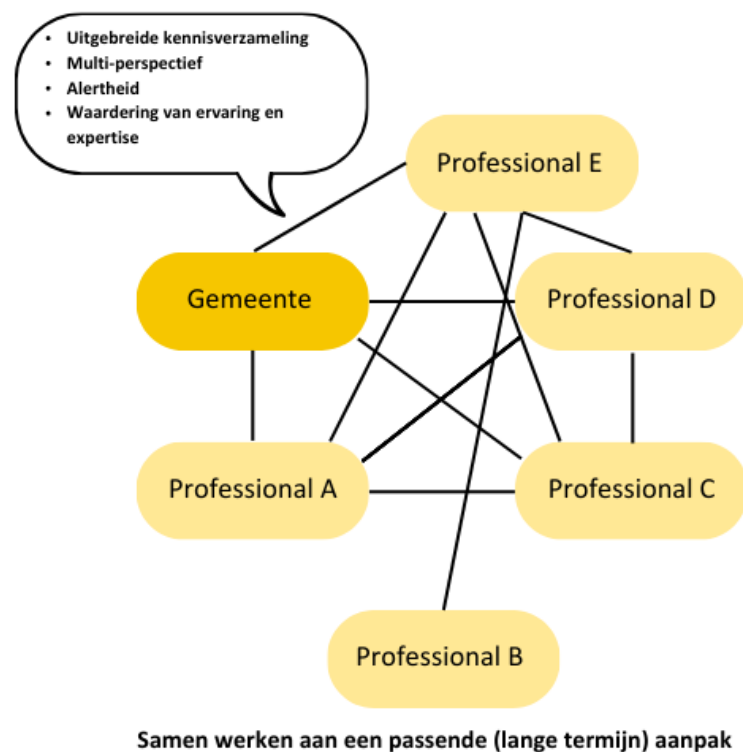 • Uitgebreide kennisverzameling
• Multi-perspectief
• Alertheid
• Waardering van ervaring en
expertise
Professional E
Gemeente
Professional D
Professional A
Professional C
Professional B
Samen werken aan een passende (lange termijn) aanpak